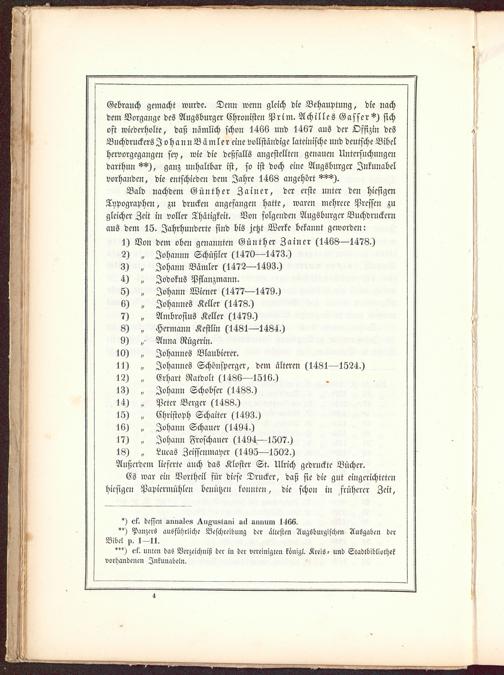 Gebrauch gemacht wurde. Denn wenn gleich die Behauptung, die nach
dem Vorgange des Augsburger Chronisten Prim. Achilles Gasser*) sich
oft wiederholte, daß nämlich schon 1466 und 1467 aus der Offizin des
Buchdruckers Johann Bämler eine vollständige lateinische und deutsche Bibel
hervorgegangen sey, wie die deßfalls angestellten genauen Untersuchungen
darthun **), ganz unhaltbar ist, so ist doch eine Augsburger Inkunabel
vorhanden, die entschieden dem Jahre 1468 angehört ***).
Bald nachdem Günther Zainer, der erste unter den hiesigen
Typographen, zu drucken angefangen hatte, waren mehrere Pressen zu
gleicher Zeit in voller Thätigkeit. Von folgenden Augsburger Buchdruckern
aus dem 15. Jahrhunderte sind bis jetzt Werke bekannt geworden:
1) Von dem oben genannten Günther Zainer (1468—1478.)
2) „ Johann Schüßler (1470—1473.)
3) „ Johann Bämler (1472—1493.)
4) „ Jodokus Pflanzmann.
5) „ Johann Wiener (1477—1479.)
6) „ Johannes Keller (1478.)
7) „ Ambrosius Keller (1479.)
8) „ Hermann Kestlin (1481—1484.)
9) „ Anna Rügerin.
10) „ Johannes Blaubierer.
11) „ Johannes Schönsperger, dem älteren (1481—1524.)
12) „ Erhart Ratdolt (1486—1516.)
13) „ Johann Schobser (1488.)
14) „ Peter Berger (1488.)
15) „ Christoph Schaiter (1493.)
16) „ Johann Schauer (1494.)
17) „ Johann Froschauer (1494—1507.)
18) „ Lucas Zeissenmayer (1495—1502.)
Außerdem lieferte auch das Kloster St. Ulrich gedruckte Bücher.
Es war ein Vortheil für diese Drucker, daß sie die gut eingerichteten
hiesigen Papiermühlen benützen konnten, die schon in früherer Zeit,
*) cf. dessen annales Augustani ad annum 1466.
**) Panzers ausführliche Beschreibung der ältesten Augsburgischen Ausgaben der
Bibel p. 1—11.
***) cf. unten das Verzeichniß der in der vereinigten königl. Kreis- und Stadtbibliothek
vorhandenen Inkunabeln.
4